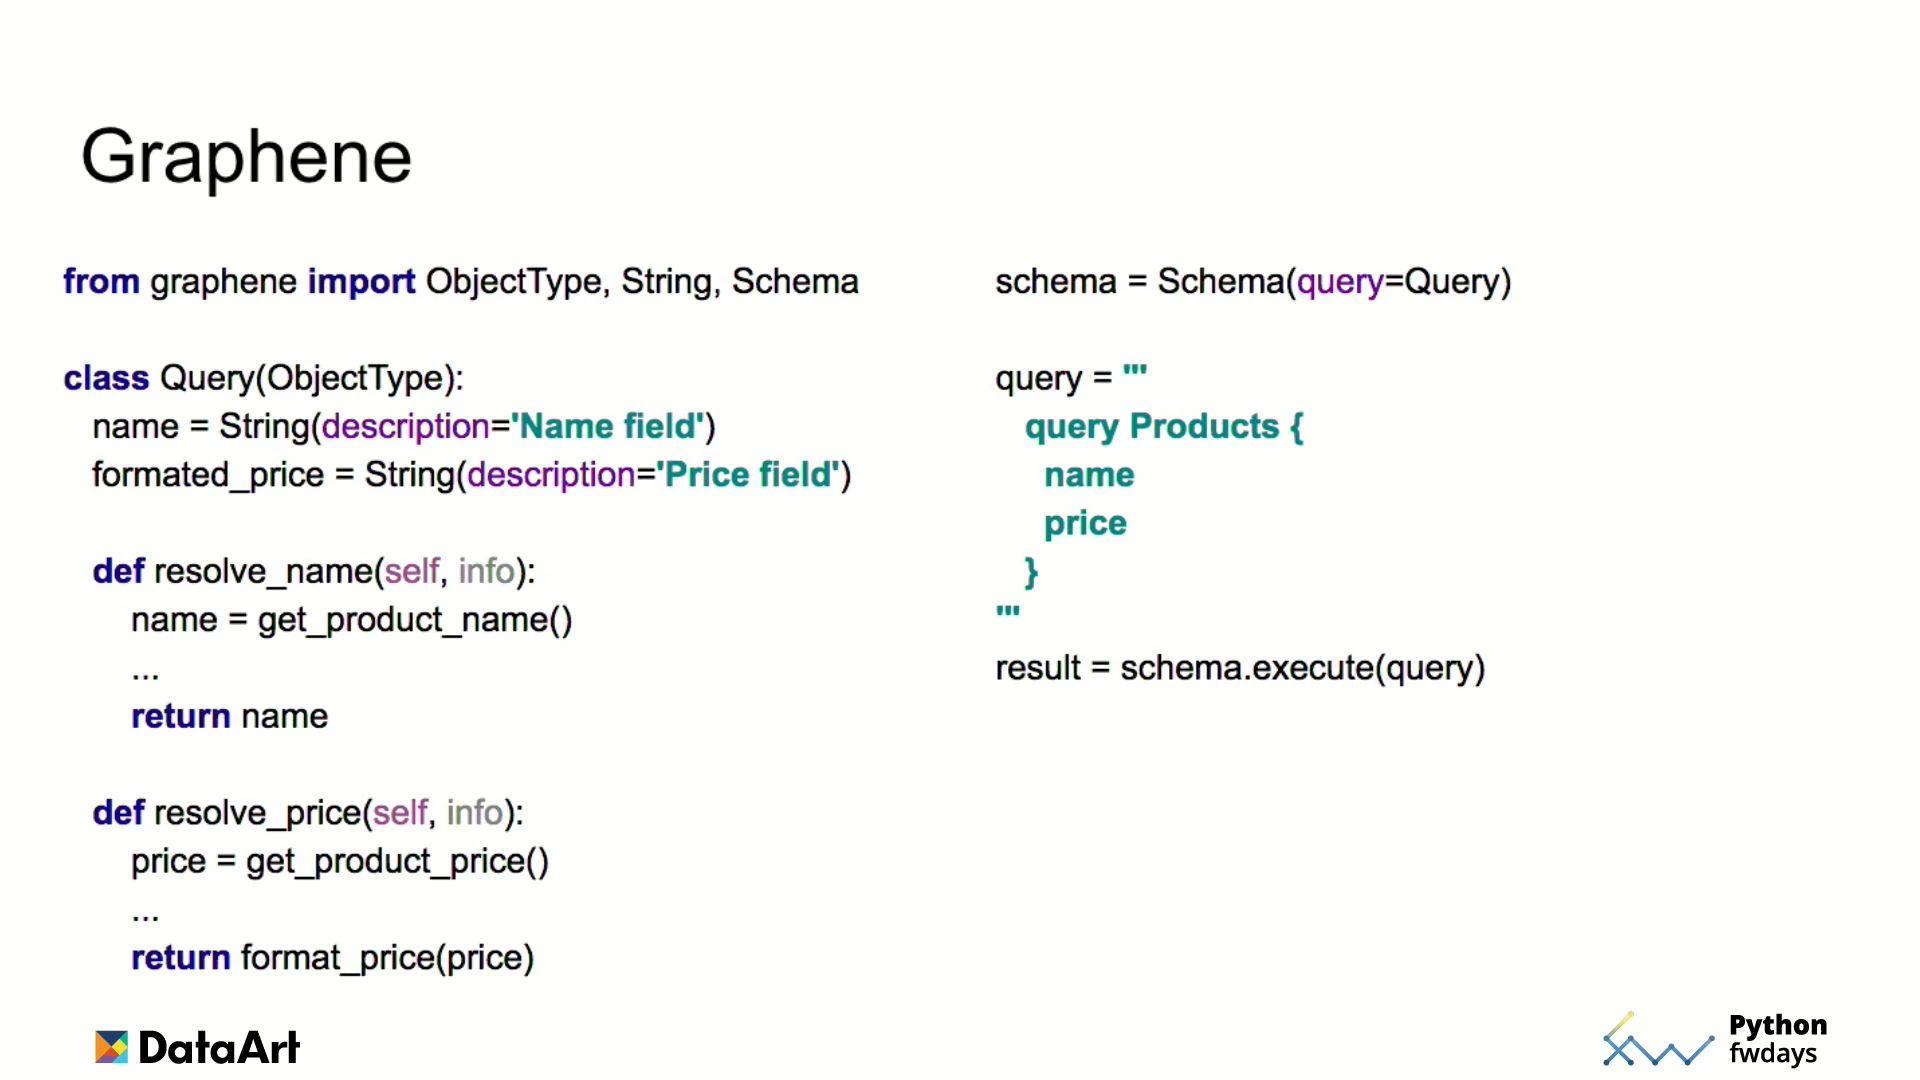 Graphene
from graphene import ObjectType, String, Schema
class Query(ObjectType):
name = String(description='Name field')
formated_price = String(description='Price field')
def resolve_name(self, info):
name = get_product_name()
...
return name
def resolve_price(self, info):
price = get_product_price()
...
return format_price(price)
schema = Schema(query=Query)
query = '''
query Products {
name
price
}
'''
result = schema.execute(query)
DataArt
Python
fwdays